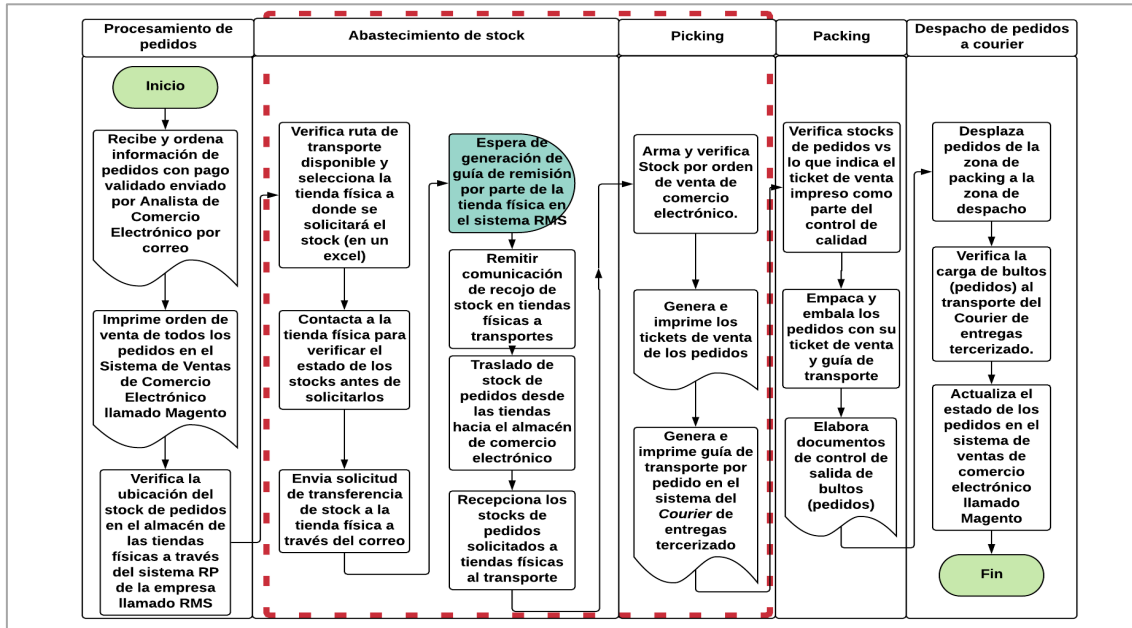 Procesamiento de
pedidos
Abastecimiento de stock
Picking
Packing
Despacho de pedidos
a courier
Inicio
Recibe y ordena
información de
pedidos con pago
validado enviado
por Analista de
Comercio
Electrónico por
correo
Imprime orden de
venta de todos los
pedidos en el
Sistema de Ventas
de Comercio
Electrónico
llamado Magento
Verifica la
ubicación del
stock de pedidos
en el almacén de
las tiendas
físicas a través
del sistema RP
de la empresa
llamado RMS
Verifica ruta de
transporte
disponible y
selecciona la
tienda física a
donde se
solicitará el
stock (en un
excel)
Contacta a la
tienda física para
verificar el
estado de los
stocks antes de
solicitarlos
Envia solicitud
de transferencia
de stock a la
tienda física a
través del correo
Espera de
generación de
guía de remisión
por parte de la
tienda física en
el sistema RMS
Remitir
comunicación
de recojo de
stock en tiendas
físicas a
transportes
Traslado de
stock de
pedidos desde
las tiendas
hacia el almacén
de comercio
electrónico
Recepciona los
stocks de
pedidos
solicitados a
tiendas físicas
al transporte
Arma y verifica
Stock por orden
de venta de
comercio
electrónico.
Genera e
imprime los
tickets de venta
de los pedidos
Genera e
imprime guía de
transporte por
pedido en el
sistema del
Courier de
entregas
tercerizado
Verifica stocks
de pedidos vs
lo que indica el
ticket de venta
impreso como
parte del
control de
calidad
Empaca y
embala los
pedidos con su
ticket de venta
y guía de
transporte
Elabora
documentos
de control de
salida de
bultos
(pedidos)
Desplaza
pedidos de la
zona de
packing a la
zona de
despacho
Verifica la
carga de bultos
(pedidos) al
transporte del
Courier de
entregas
tercerizado.
Actualiza el
estado de los
pedidos en el
sistema de
ventas de
comercio
electrónico
llamado
Magento
Fin